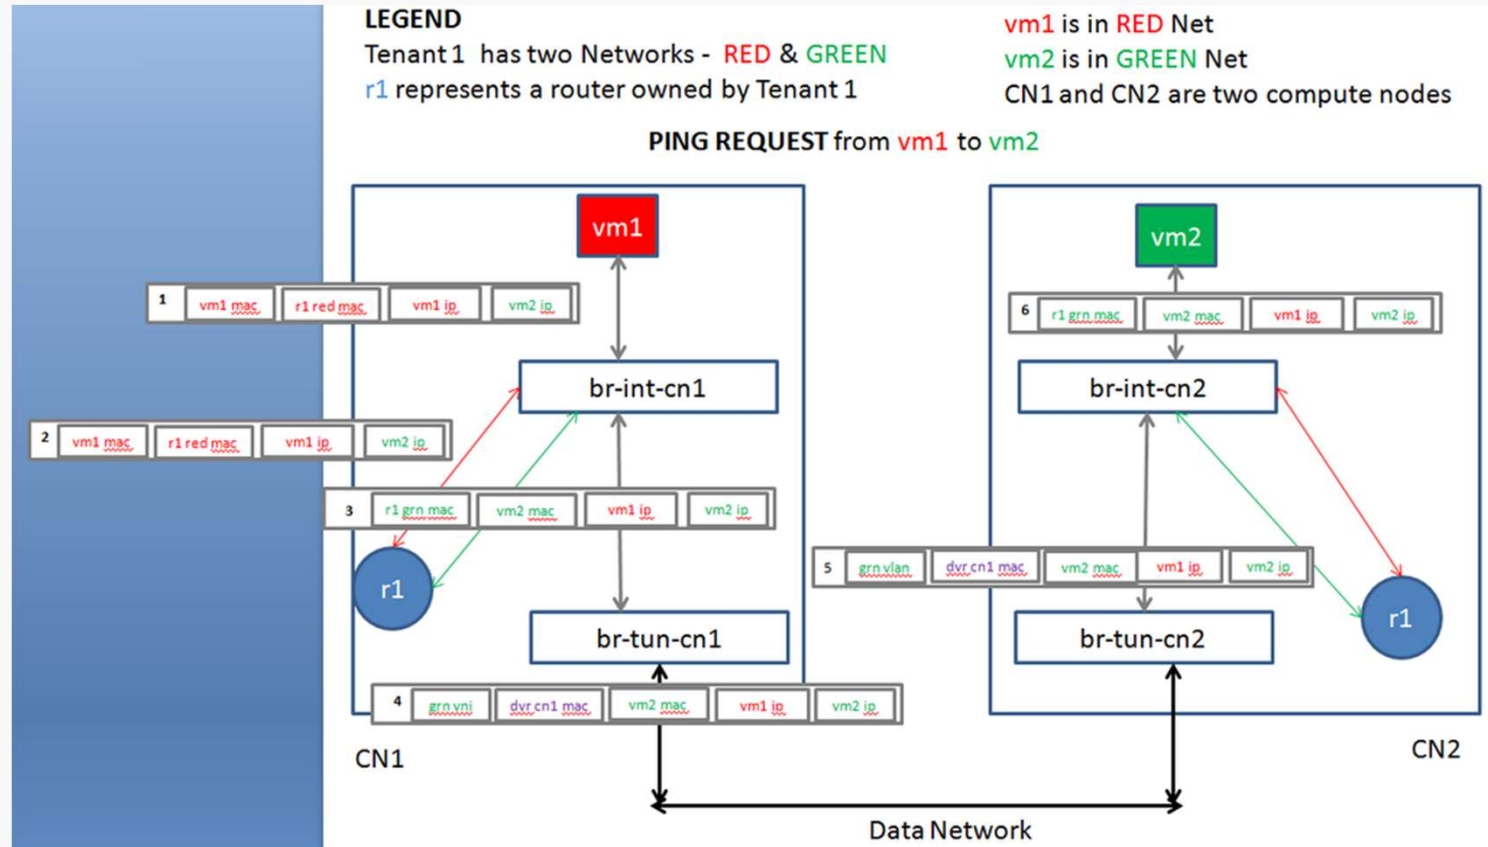 LEGEND
Tenant 1 has two Networks - RED & GREEN
r1 represents a router owned by Tenant 1
vm1 is in RED Net
vm2 is in GREEN Net
CN1 and CN2 are two compute nodes
PING REQUEST from vm1 to vm2
vm1
vm2
1 vm1 mac r1 red mac vm1 ip vm2 ip
6 r1 grn mac vm2 mac vm1 ip vm2 ip
br-int-cn1
br-int-cn2
2 vm1 mac r1 red mac vm1 ip vm2 ip
3 r1 grn mac vm2 mac vm1 ip vm2 ip
5 grn vlan dvr cn1 mac vm2 mac vm1 ip vm2 ip
r1
r1
br-tun-cn1
br-tun-cn2
4 grn vni dvr cn1 mac vm2 mac vm1 ip vm2 ip
CN1
CN2
Data Network